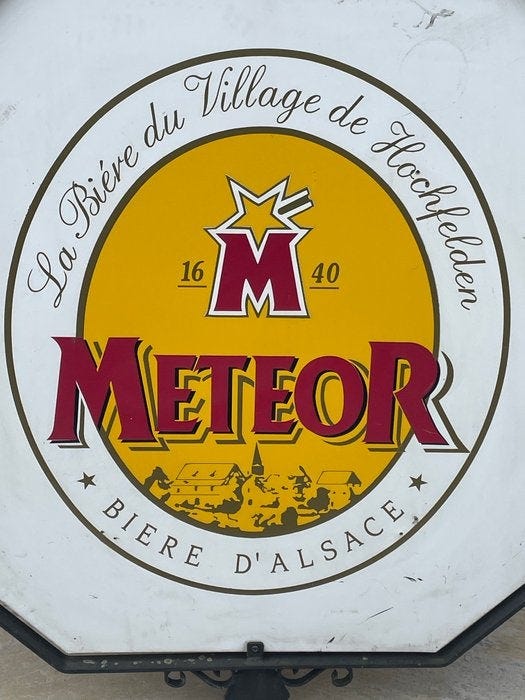 La Biére du Village de Hochfelden
M
16 40
METEOR
BIERE D'ALSACE